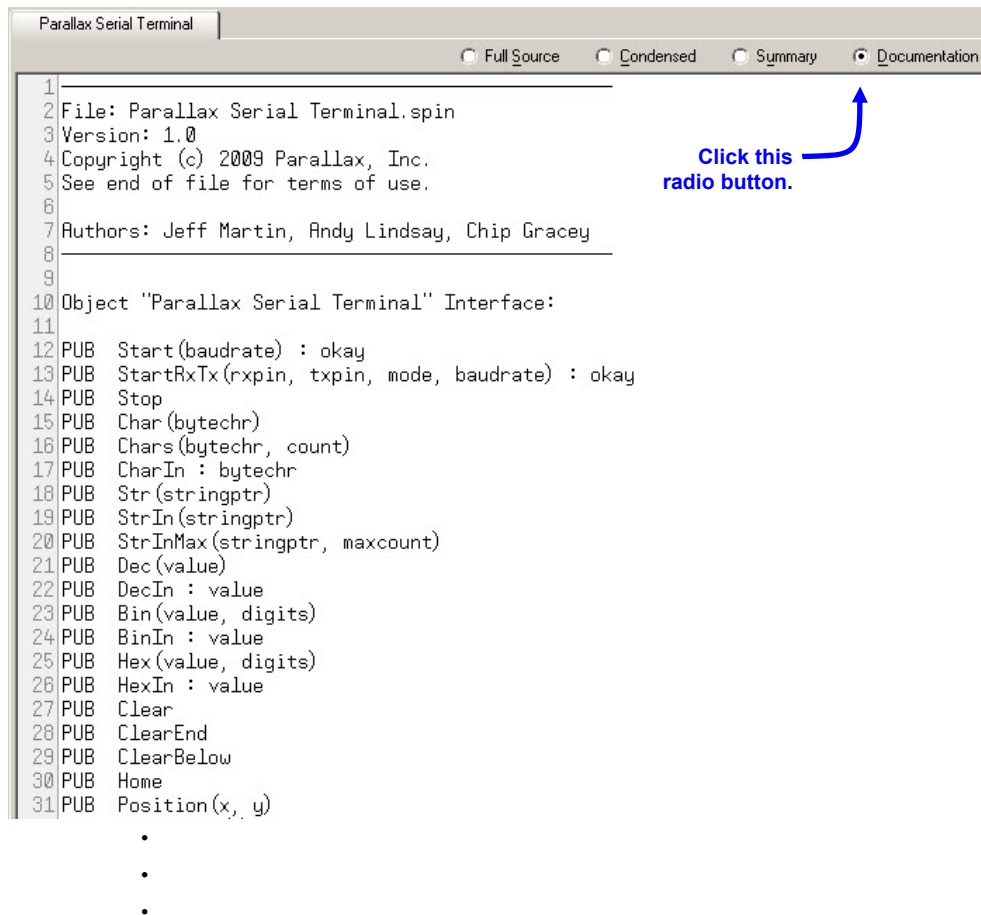 Parallax Serial Terminal
Full Source Condensed Summary Documentation
1
2 File: Parallax Serial Terminal.spin
3 Version: 1.0
4 Copyright (c) 2009 Parallax, Inc.
5 See end of file for terms of use.
6
7 Authors: Jeff Martin, Andy Lindsay, Chip Gracey
8
9
10 Object "Parallax Serial Terminal" Interface:
11
12 PUB Start(baudrate) : okay
13 PUB StartRxTx(rxpin, txpin, mode, baudrate) : okay
14 PUB Stop
15 PUB Char(bytechr)
16 PUB Chars(bytechr, count)
17 PUB CharIn : bytechr
18 PUB Str(stringptr)
19 PUB StrIn(stringptr)
20 PUB StrInMax(stringptr, maxcount)
21 PUB Dec(value)
22 PUB DecIn : value
23 PUB Bin(value, digits)
24 PUB BinIn : value
25 PUB Hex(value, digits)
26 PUB HexIn : value
27 PUB Clear
28 PUB ClearEnd
29 PUB ClearBelow
30 PUB Home
31 PUB Position(x, y)
Click this
radio button.